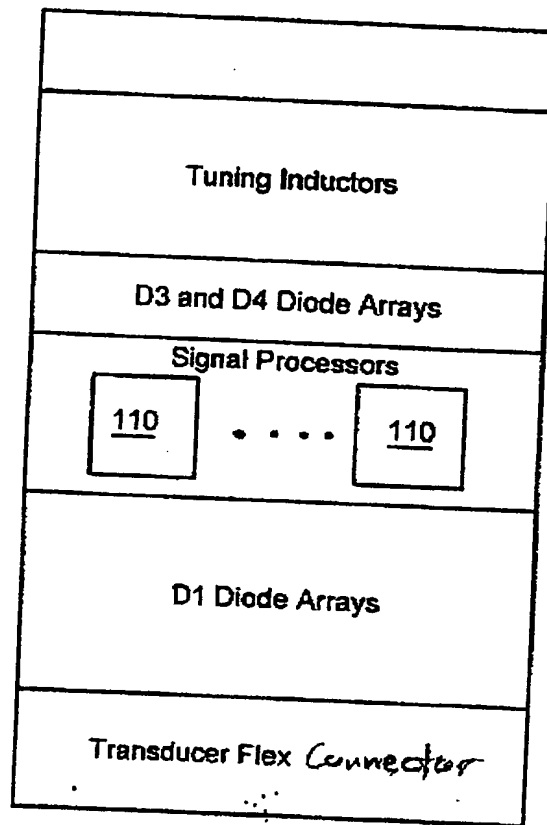 Tuning Inductors
D3 and D4 Diode Arrays
Signal Processors
110 110
D1 Diode Arrays
Transducer Flex Connector